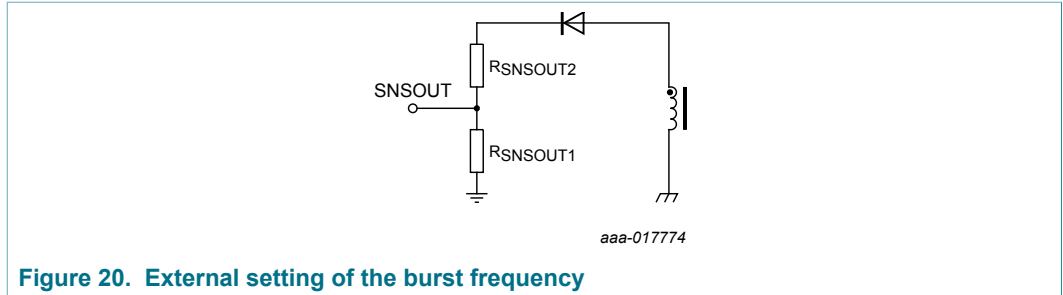 RSNSOUT2
SNSOUT
RSNSOUT1
aaa-017774
Figure 20. External setting of the burst frequency